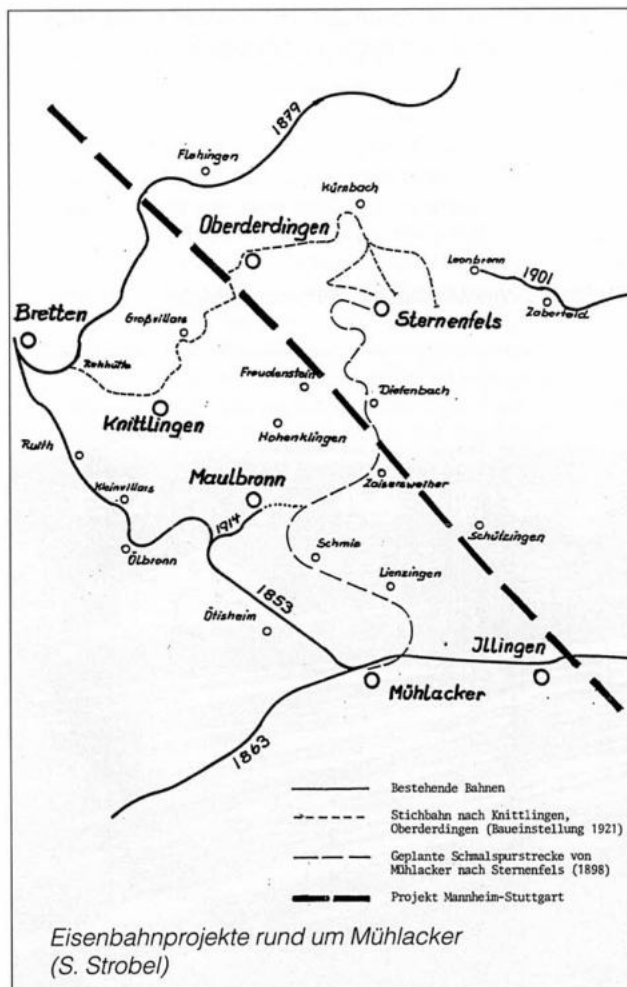 1879
Flehingen
Kürnbach
Oberderdingen
Leonbronn
1901
Zaberfeld
Bretten
Großvillars
Sternenfels
Rehhütte
Freudenstein
Diefenbach
Knittlingen
Hohenklingen
Ruith
Maulbronn
Zaisersweiher
Kleinvillars
1914
Schützingen
Schmie
Ölbronn
Lienzingen
1853
Ötisheim
Illingen
Mühlacker
1863
Bestehende Bahnen
Stichbahn nach Knittlingen,
Oberderdingen (Baueinstellung 1921)
Geplante Schmalspurstrecke von
Mühlacker nach Sternenfels (1898)
Projekt Mannheim-Stuttgart
Eisenbahnprojekte rund um Mühlacker
(S. Strobel)